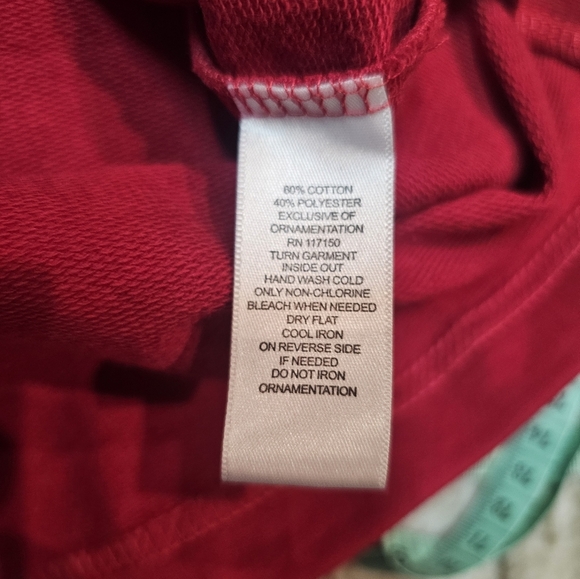 60% COTTON
40% POLYESTER
EXCLUSIVE OF
ORNAMENTATION
RN 117150
TURN GARMENT
INSIDE OUT
HAND WASH COLD
ONLY NON-CHLORINE
BLEACH WHEN NEEDED
DRY FLAT
COOL IRON
ON REVERSE SIDE
IF NEEDED
DO NOT IRON
ORNAMENTATION